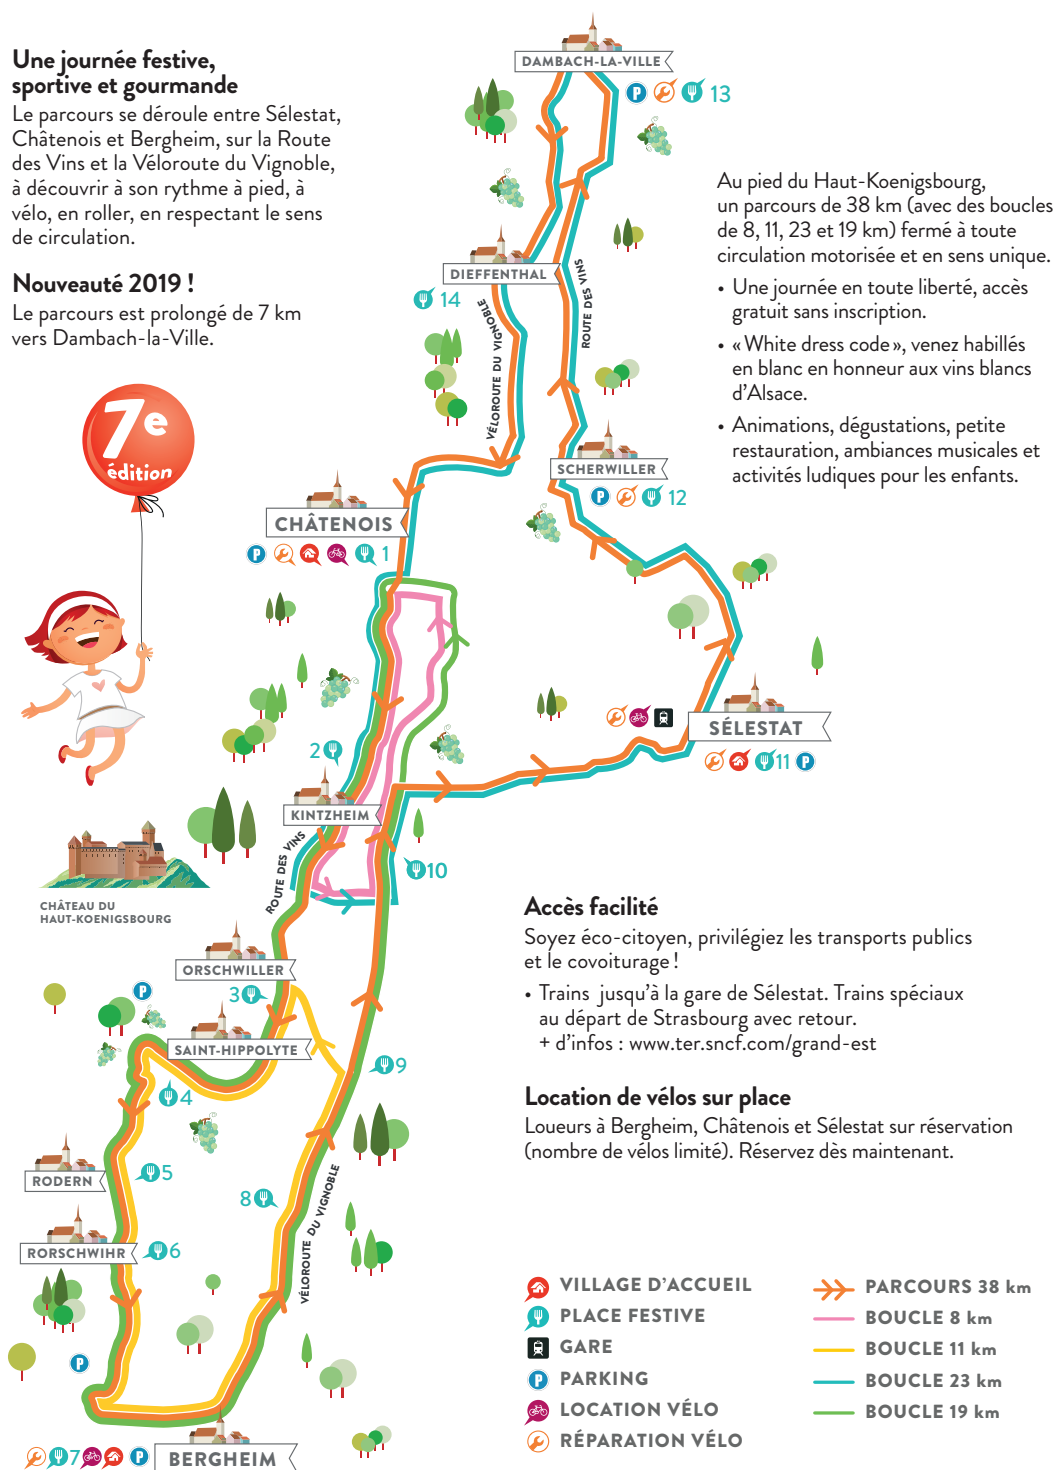 Une journée festive,
sportive et gourmande
Le parcours se déroule entre Sélestat,
Châtenois et Bergheim, sur la Route
des Vins et la Véloroute du Vignoble,
à découvrir à son rythme à pied, à
vélo, en roller, en respectant le sens
de circulation.
Nouveauté 2019 !
Le parcours est prolongé de 7 km
vers Dambach-la-Ville.
7e
édition
DAMBACH-LA-VILLE
P 13
Au pied du Haut-Koenigsbourg,
un parcours de 38 km (avec des boucles
de 8, 11, 23 et 19 km) fermé à toute
circulation motorisée et en sens unique.
• Une journée en toute liberté, accès
gratuit sans inscription.
• « White dress code », venez habillés
en blanc en honneur aux vins blancs
d'Alsace.
• Animations, dégustations, petite
restauration, ambiances musicales et
activités ludiques pour les enfants.
DIEFFENTHAL
14
VÉLOROUTE DU VIGNOBLE
ROUTE DES VINS
SCHERWILLER
P 12
CHÂTENOIS
P 1
SÉLESTAT
11 P
2
KINTZHEIM
10
ROUTE DES VINS
CHÂTEAU DU
HAUT-KOENIGSBOURG
ORSCHWILLER
P
3
SAINT-HIPPOLYTE
9
4
RODERN
5
8
VÉLOROUTE DU VIGNOBLE
RORSCHWIHR
6
P
7 P
BERGHEIM
Accès facilité
Soyez éco-citoyen, privilégiez les transports publics
et le covoiturage !
• Trains jusqu'à la gare de Sélestat. Trains spéciaux
au départ de Strasbourg avec retour.
+ d'infos : www.ter.sncf.com/grand-est
Location de vélos sur place
Loueurs à Bergheim, Châtenois et Sélestat sur réservation
(nombre de vélos limité). Réservez dès maintenant.
VILLAGE D'ACCUEIL
PLACE FESTIVE
GARE
P PARKING
LOCATION VÉLO
RÉPARATION VÉLO
PARCOURS 38 km
BOUCLE 8 km
BOUCLE 11 km
BOUCLE 23 km
BOUCLE 19 km